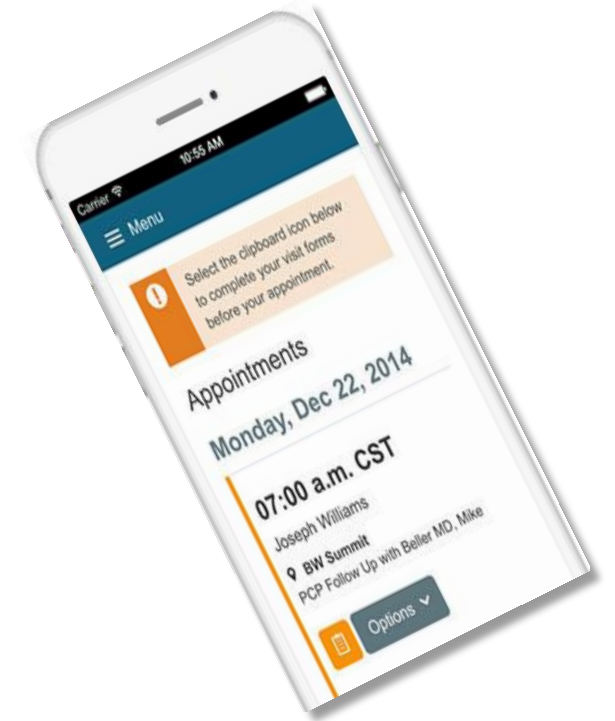 Carrier 10:55 AM
Menu
Select the clipboard icon below
to complete your visit forms
before your appointment.
Appointments
Monday, Dec 22, 2014
07:00 a.m. CST
Joseph Williams
BW Summit
PCP Follow Up with Beller MD, Mike
Options